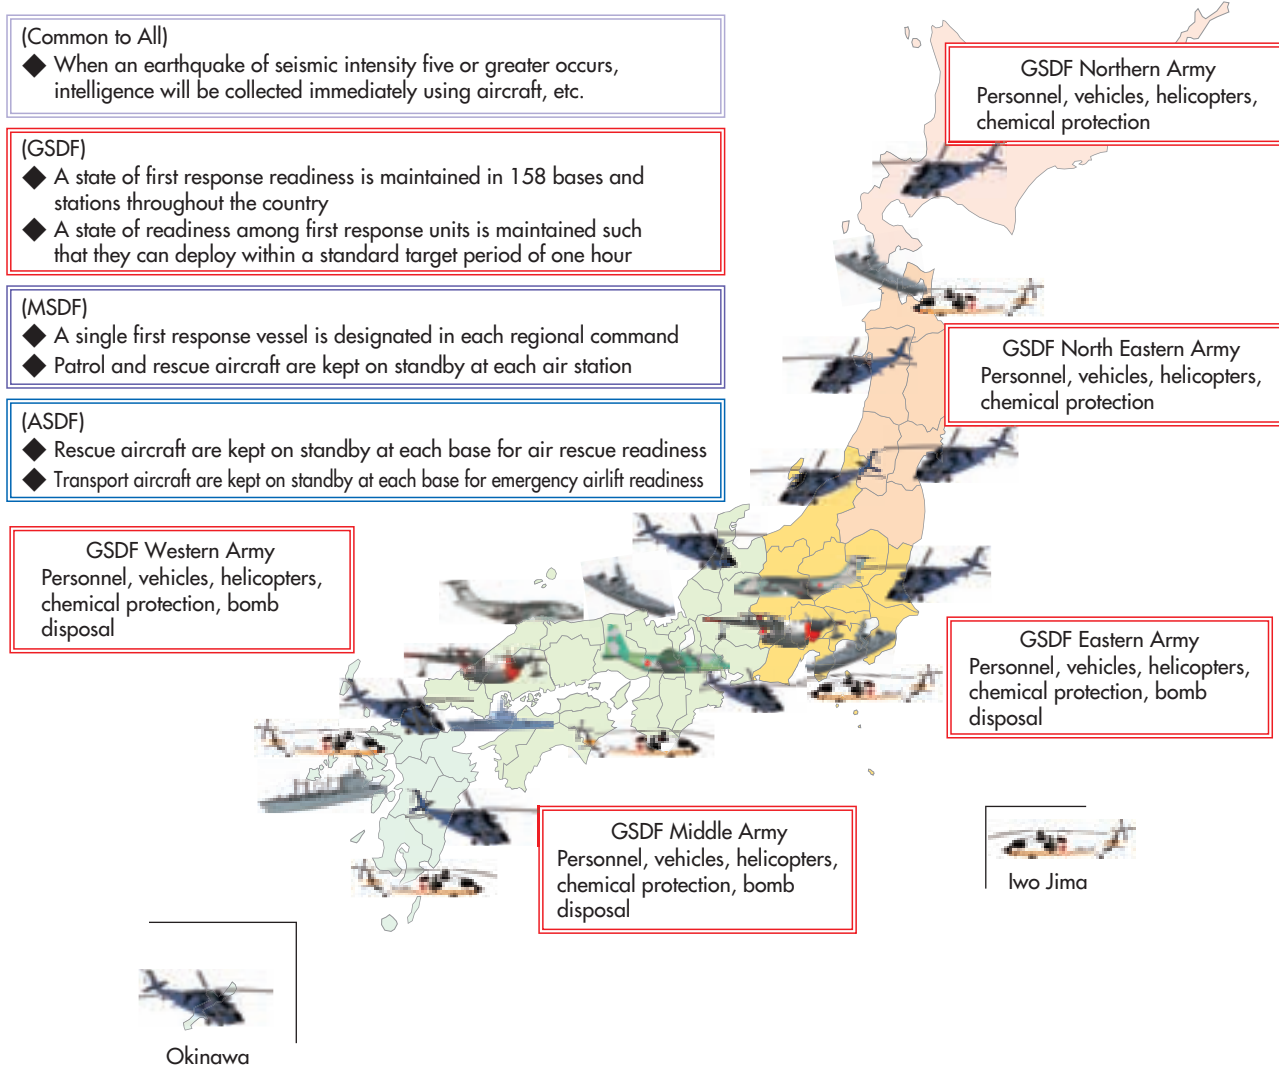 (Common to All)
◆ When an earthquake of seismic intensity five or greater occurs,
intelligence will be collected immediately using aircraft, etc.
(GSDF)
◆ A state of first response readiness is maintained in 158 bases and
stations throughout the country
◆ A state of readiness among first response units is maintained such
that they can deploy within a standard target period of one hour
(MSDF)
◆ A single first response vessel is designated in each regional command
◆ Patrol and rescue aircraft are kept on standby at each air station
(ASDF)
◆ Rescue aircraft are kept on standby at each base for air rescue readiness
◆ Transport aircraft are kept on standby at each base for emergency airlift readiness
GSDF Northern Army
Personnel, vehicles, helicopters,
chemical protection
GSDF North Eastern Army
Personnel, vehicles, helicopters,
chemical protection
GSDF Western Army
Personnel, vehicles, helicopters,
chemical protection, bomb
disposal
GSDF Eastern Army
Personnel, vehicles, helicopters,
chemical protection, bomb
disposal
GSDF Middle Army
Personnel, vehicles, helicopters,
chemical protection, bomb
disposal
Iwo Jima
Okinawa